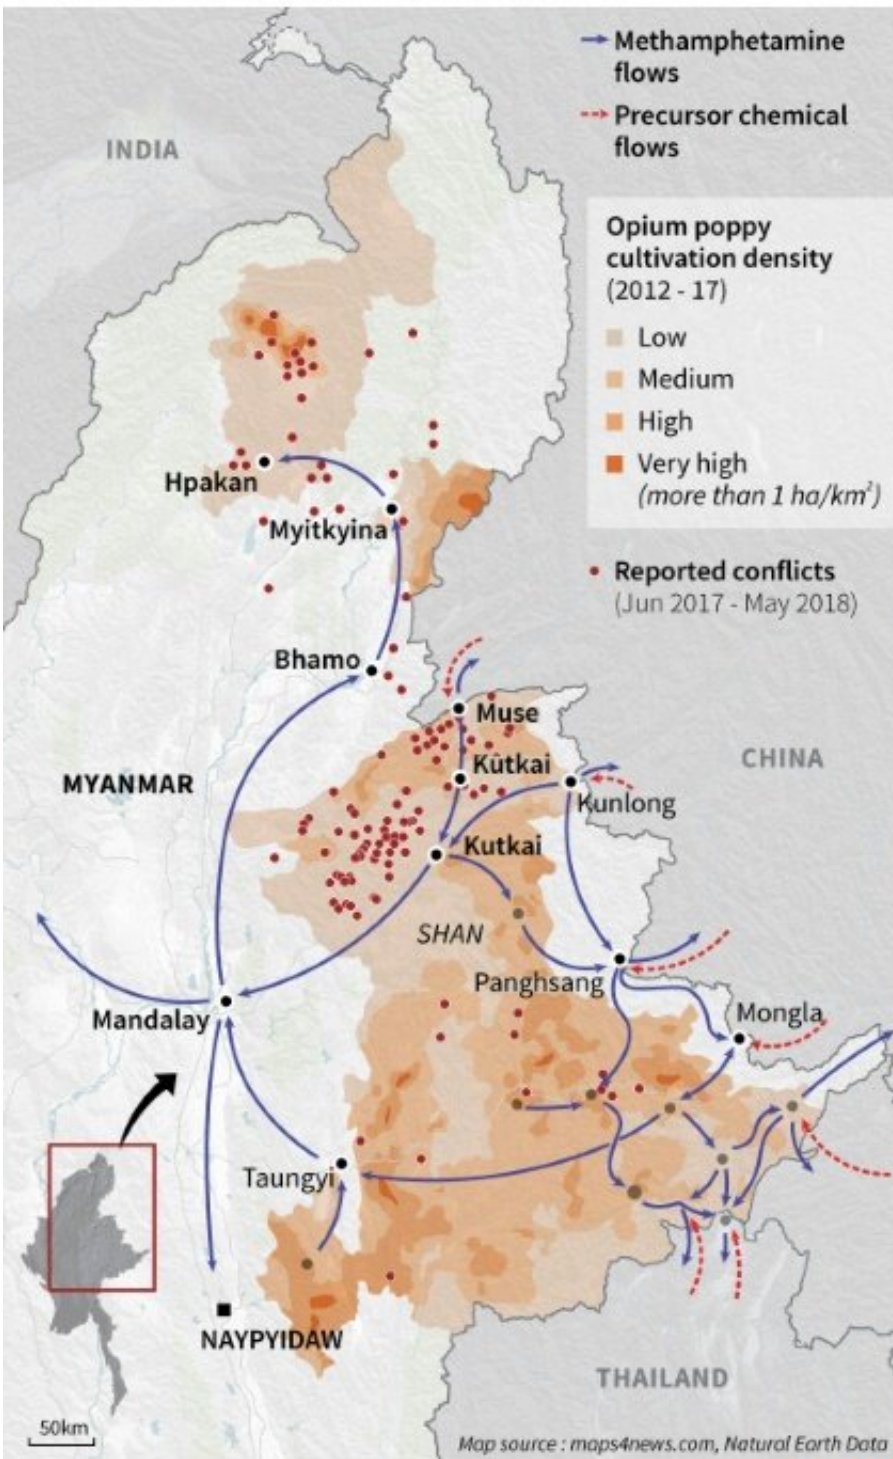 Methamphetamine
flows
Precursor chemical
flows
INDIA
Opium poppy
cultivation density
(2012 - 17)
Low
Medium
High
Very high
(more than 1 ha/km²)
Hpakan
Myitkyina
Reported conflicts
(Jun 2017 - May 2018)
Bhamo
Muse
CHINA
Kûtkai
MYANMAR
Kunlong
Kutkai
SHAN
Panghsang
Mongla
Mandalay
Taungyi
NAYPYIDAW
THAILAND
50km
Map source : maps4news.com, Natural Earth Data